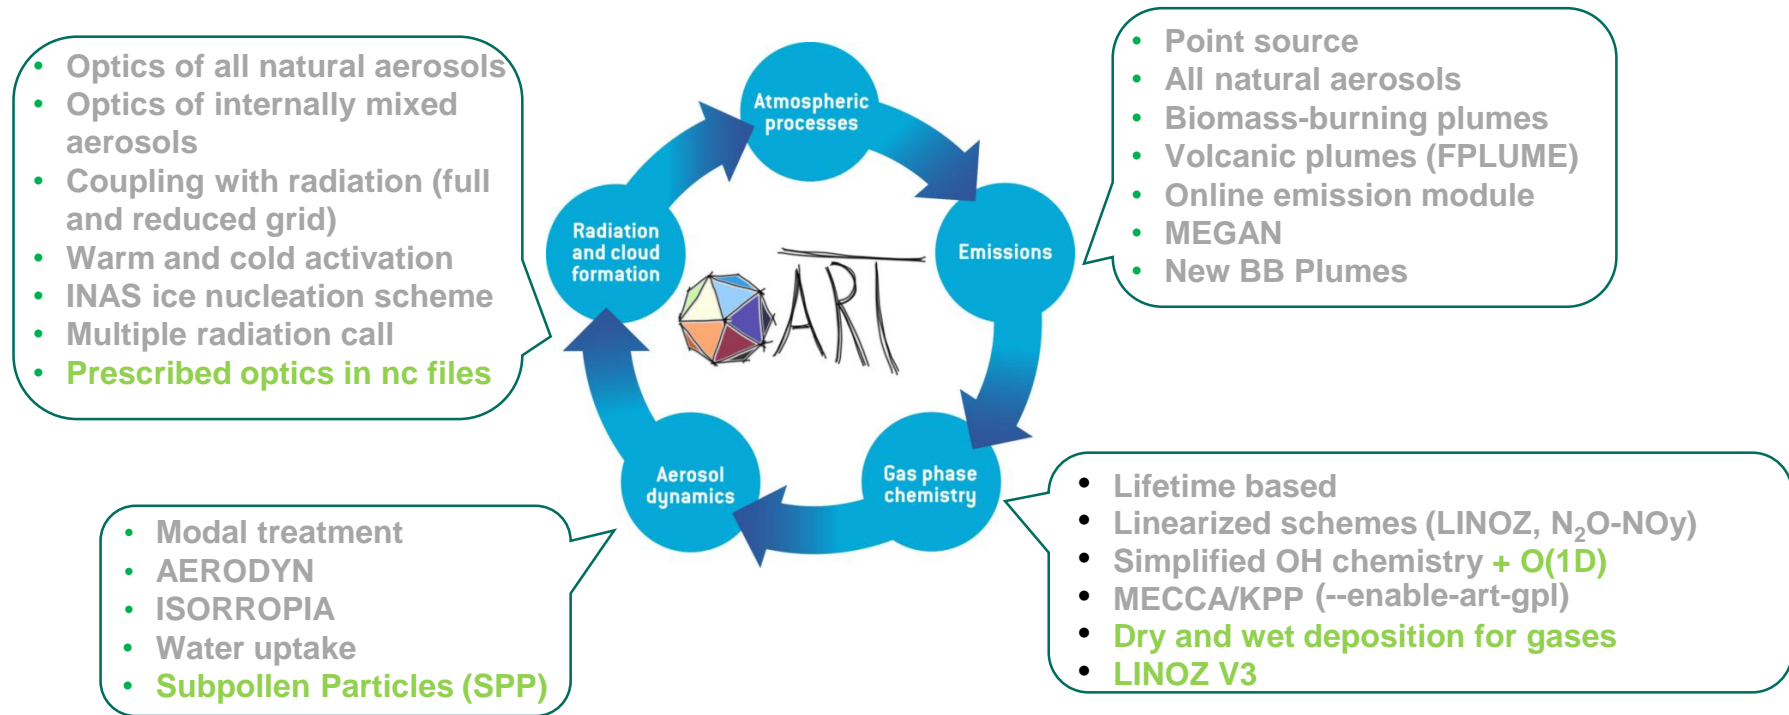 • Optics of all natural aerosols
• Optics of internally mixed
aerosols
• Coupling with radiation (full
and reduced grid)
• Warm and cold activation
• INAS ice nucleation scheme
• Multiple radiation call
• Prescribed optics in nc files
Atmospheric
processes
• Point source
• All natural aerosols
• Biomass-burning plumes
• Volcanic plumes (FPLUME)
• Online emission module
• MEGAN
• New BB Plumes
Radiation
and cloud
formation
Emissions
ART
Aerosol
dynamics
Gas phase
chemistry
• Modal treatment
• AERODYN
• ISORROPIA
• Water uptake
• Subpollen Particles (SPP)
• Lifetime based
• Linearized schemes (LINOZ, N₂O-NOy)
• Simplified OH chemistry + O(1D)
• MECCA/KPP (--enable-art-gpl)
• Dry and wet deposition for gases
• LINOZ V3